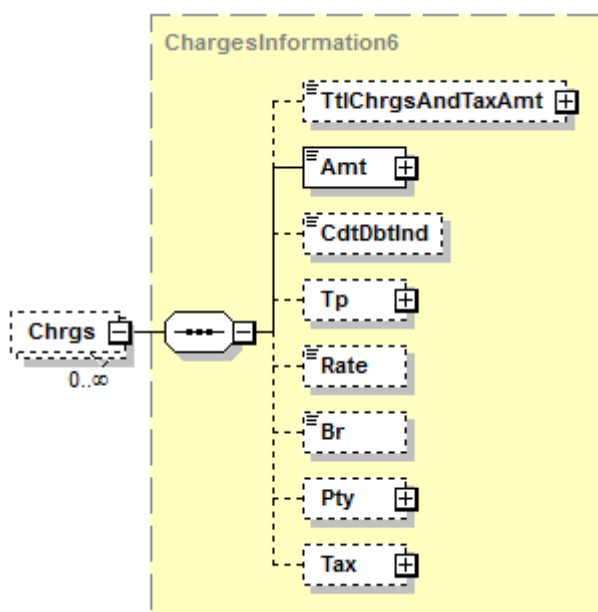 ChargesInformation6
TtlChrgsAndTaxAmt
Amt
CdtDbtInd
Tp
Chrgs
0..∞
Rate
Br
Pty
Tax